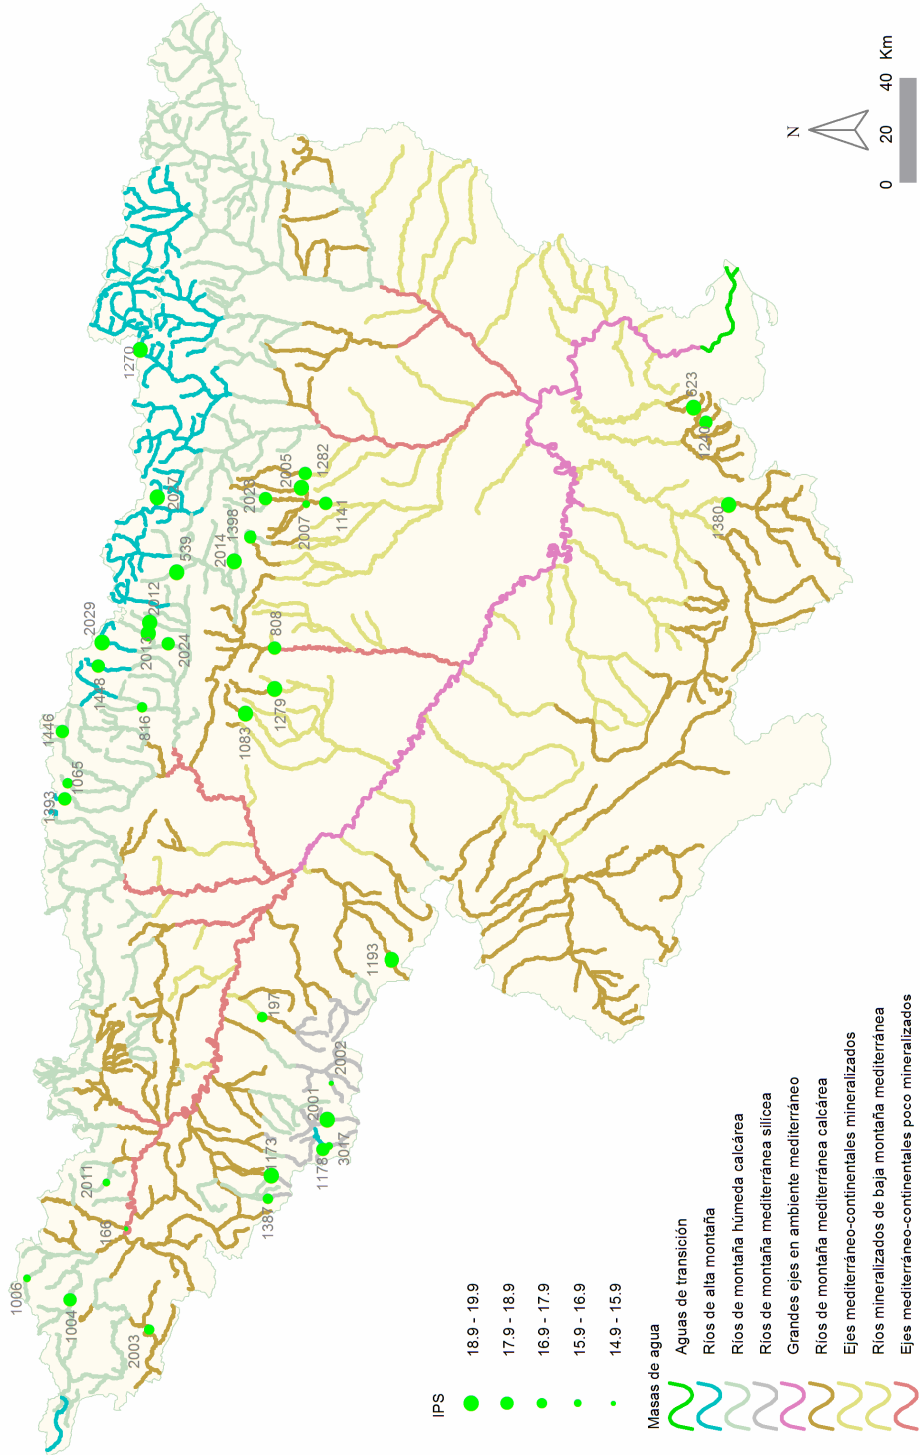 1006
1004
2003
2011
166
1387
1173
1178
3017
2001
2002
197
1193
1393
1065
1446
816
1448
2029
2013
2012
2024
539
1083
1279
808
2014
1398
2007
2005
1282
1141
1270
1380
1240
623
N
0 20 40 Km
IPS
18.9 - 19.9
17.9 - 18.9
16.9 - 17.9
15.9 - 16.9
14.9 - 15.9
Masas de agua
Aguas de transición
Ríos de alta montaña
Ríos de montaña húmeda calcárea
Ríos de montaña mediterránea silícea
Grandes ejes en ambiente mediterráneo
Ríos de montaña mediterránea calcárea
Ejes mediterráneo-continentales mineralizados
Ríos mineralizados de baja montaña mediterránea
Ejes mediterráneo-continentales poco mineralizados